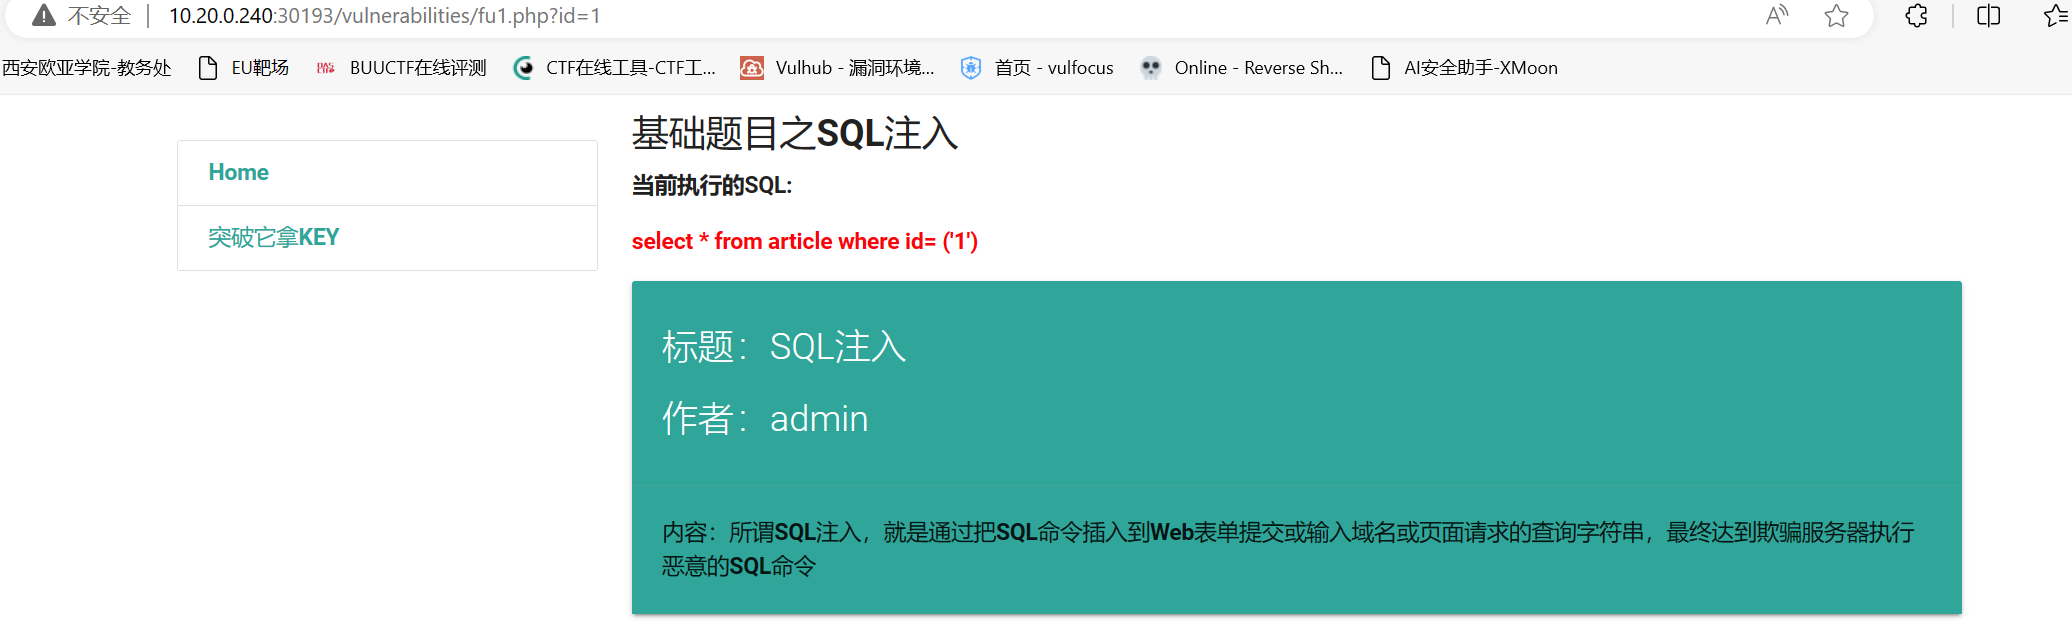 不安全 | 10.20.0.240:30193/vulnerabilities/fu1.php?id=1
西安欧亚学院-教务处 EU靶场 BUUCTF在线评测 CTF在线工具-CTF工... Vulhub - 漏洞环境... 首页 - vulfocus Online - Reverse Sh... AI安全助手-XMoon
Home
突破它拿KEY
基础题目之SQL注入
当前执行的SQL:
select * from article where id= ('1')
标题：SQL注入
作者：admin
内容：所谓SQL注入，就是通过把SQL命令插入到Web表单提交或输入域名或页面请求的查询字符串，最终达到欺骗服务器执行
恶意的SQL命令